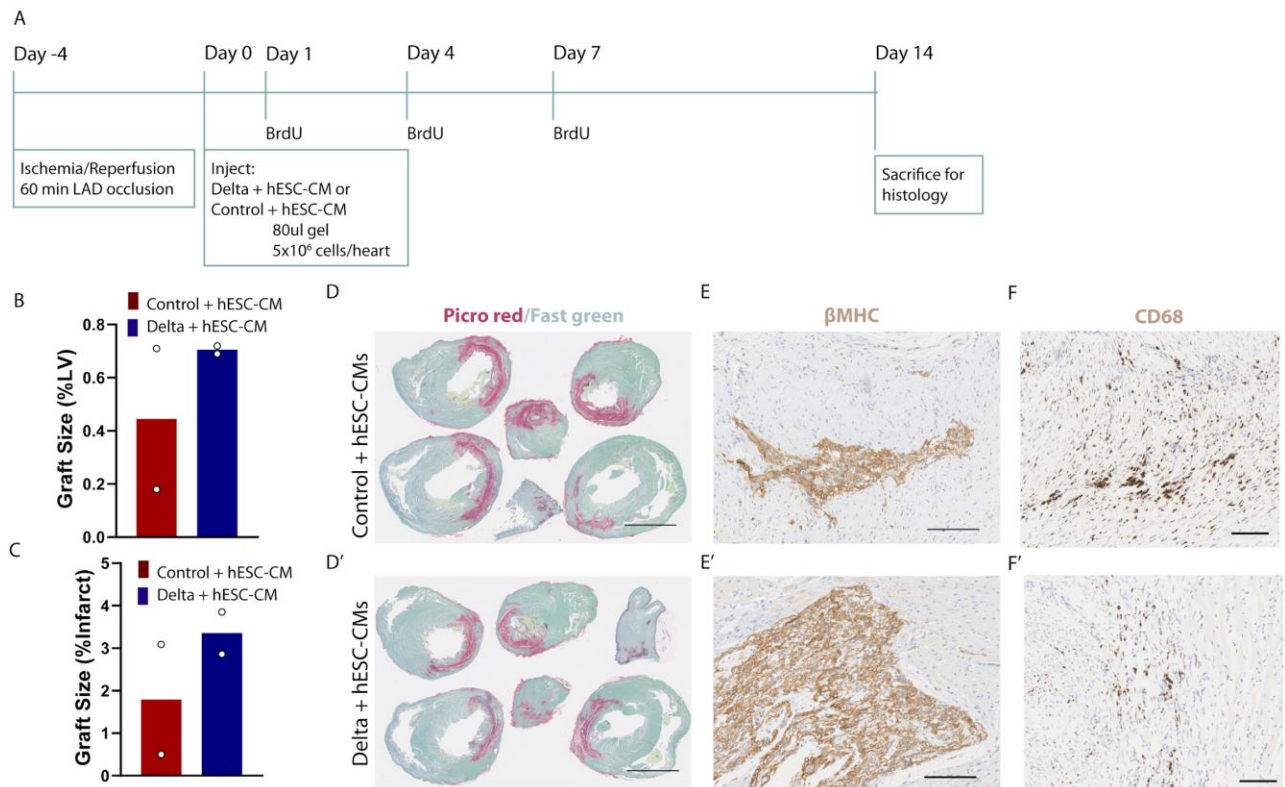 A
Day -4
Day 0
Day 1
Day 4
Day 7
Day 14
BrdU
BrdU
BrdU
Ischemia/Reperfusion
60 min LAD occlusion
Inject:
Delta + hESC-CM or
Control + hESC-CM
80ul gel
5x10⁶ cells/heart
Sacrifice for
histology
B
Control + hESC-CM
Delta + hESC-CM
Graft Size (%LV)
0.8
0.6
0.4
0.2
0.0
C
Control + hESC-CM
Delta + hESC-CM
Graft Size (%Infarct)
5
4
3
2
1
0
D
Picro red/Fast green
Control + hESC-CMs
E
βMHC
F
CD68
D'
Delta + hESC-CMs
E'
F'